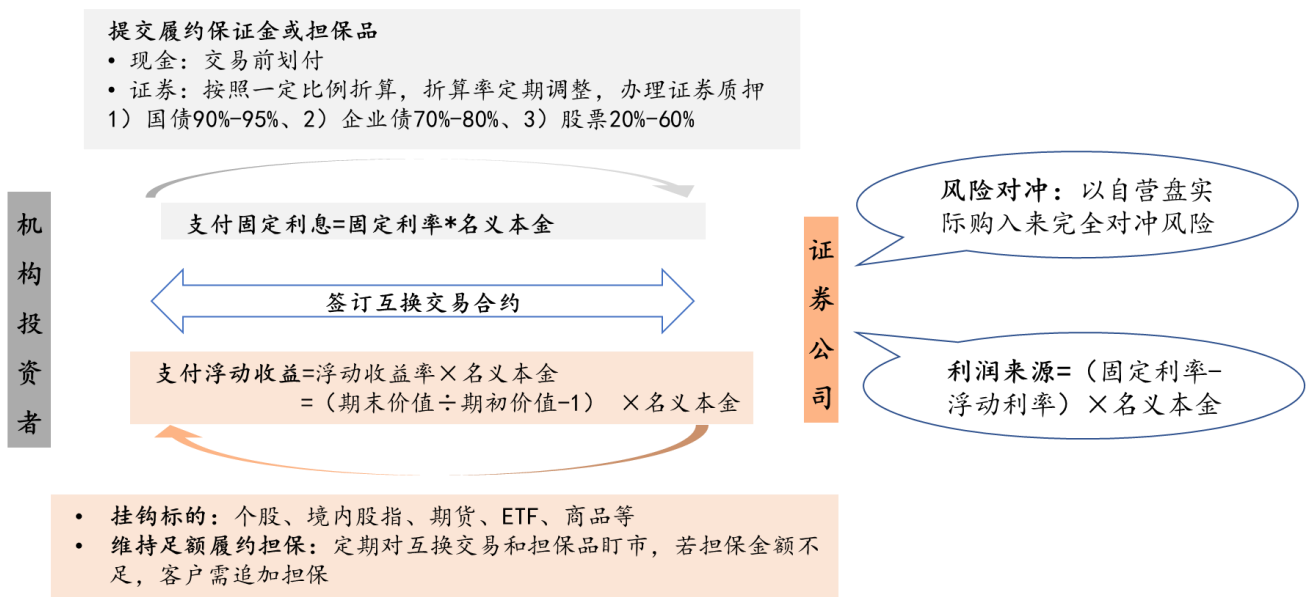 提交履约保证金或担保品
• 现金：交易前划付
• 证券：按照一定比例折算，折算率定期调整，办理证券质押
1）国债90%-95%、2）企业债70%-80%、3）股票20%-60%
机构投资者
支付固定利息=固定利率*名义本金
签订互换交易合约
支付浮动收益=浮动收益率×名义本金
=（期末价值÷期初价值-1） ×名义本金
证券公司
风险对冲：以自营盘实
际购入来完全对冲风险
利润来源=（固定利率-
浮动利率）×名义本金
• 挂钩标的：个股、境内股指、期货、ETF、商品等
• 维持足额履约担保：定期对互换交易和担保品盯市，若担保金额不
足，客户需追加担保